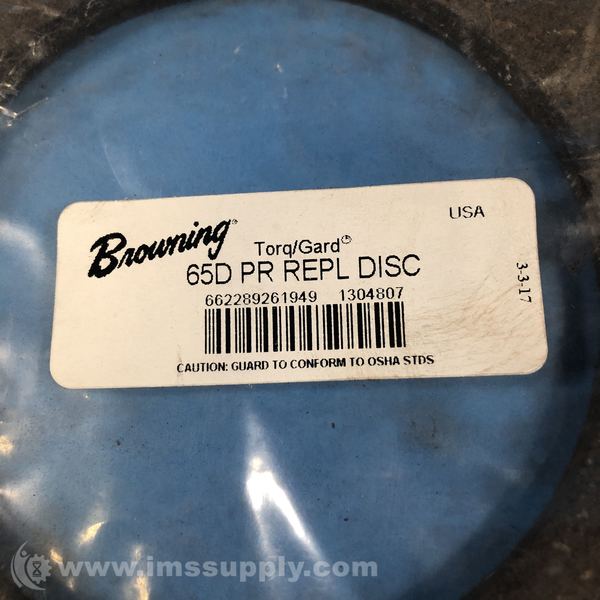 Browning
USA
Torq/Gard
65D PR REPL DISC
662289261949 1304807
CAUTION: GUARD TO CONFORM TO OSHA STDS
3-3-17
www.imssupply.com